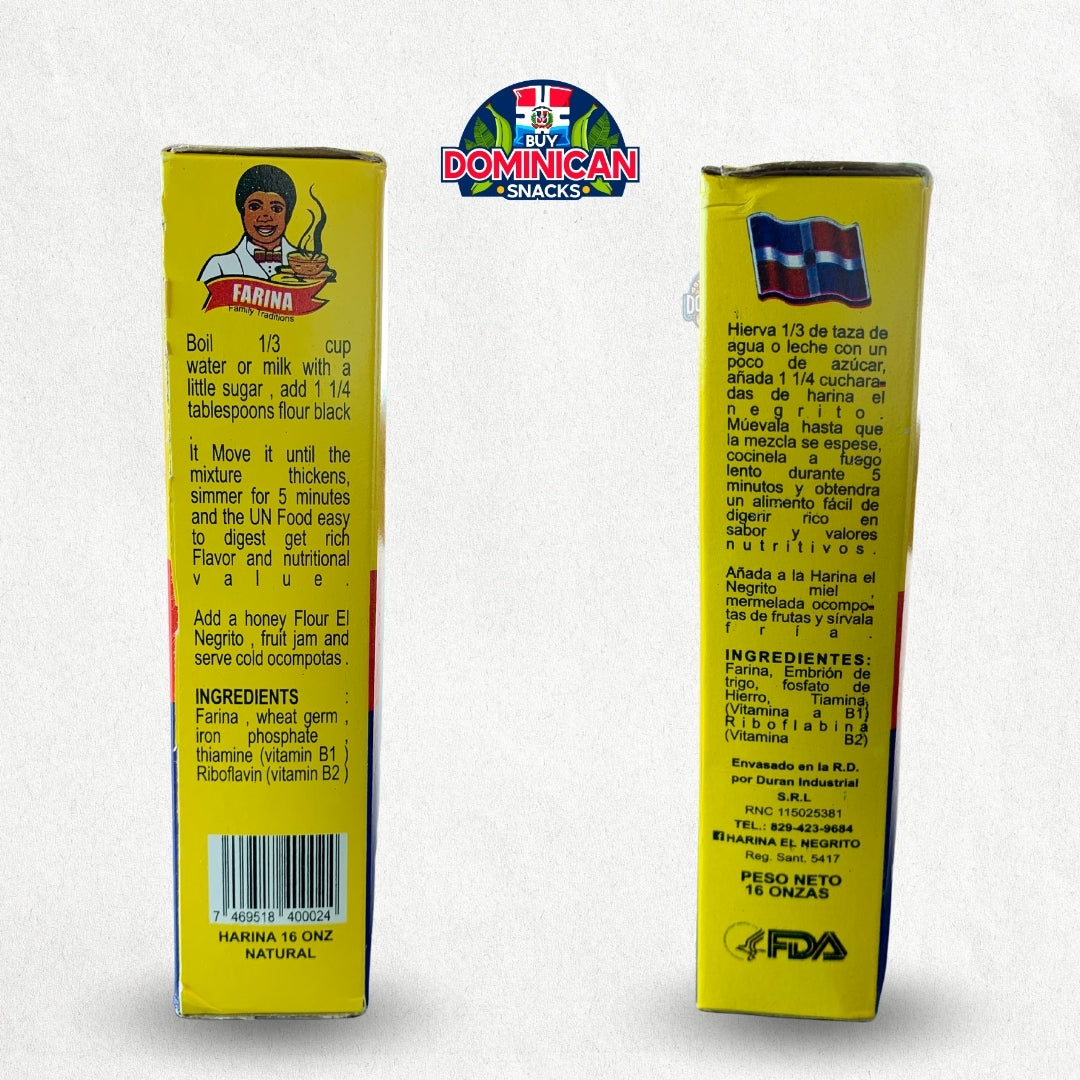 BUY
DOMINICAN
SNACKS
FARINA
Family Traditions
Boil 1/3 cup
water or milk with a
little sugar , add 1 1/4
tablespoons flour black
.
It Move it until the
mixture thickens,
simmer for 5 minutes
and the UN Food easy
to digest get rich
Flavor and nutritional
value.
Add a honey Flour El
Negrito , fruit jam and
serve cold ocompotas .
INGREDIENTS :
Farina , wheat germ ,
iron phosphate ,
thiamine (vitamin B1 )
Riboflavin (vitamin B2 )
7 469518 400024
HARINA 16 ONZ
NATURAL
Hierva 1/3 de taza de
agua o leche con un
poco de azúcar,
añada 1 1/4 cuchara-
das de harina el
negrito.
Múevala hasta que
la mezcla se espese,
cocinela a fuego
lento durante 5
minutos y obtendra
un alimento fácil de
digerir rico en
sabor y valores
nutritivos.
Añada a la Harina el
Negrito miel ,
mermelada ocompo-
tas de frutas y sírvala
fría.
INGREDIENTES:
Farina, Embrión de
trigo, fosfato de
Hierro, Tiamina,
(Vitamina a B1)
Riboflabina
(Vitamina B2)
Envasado en la R.D.
por Duran Industrial
S.R.L
RNC 115025381
TEL.: 829-423-9684
HARINA EL NEGRITO
Reg. Sant. 5417
PESO NETO
16 ONZAS
FDA